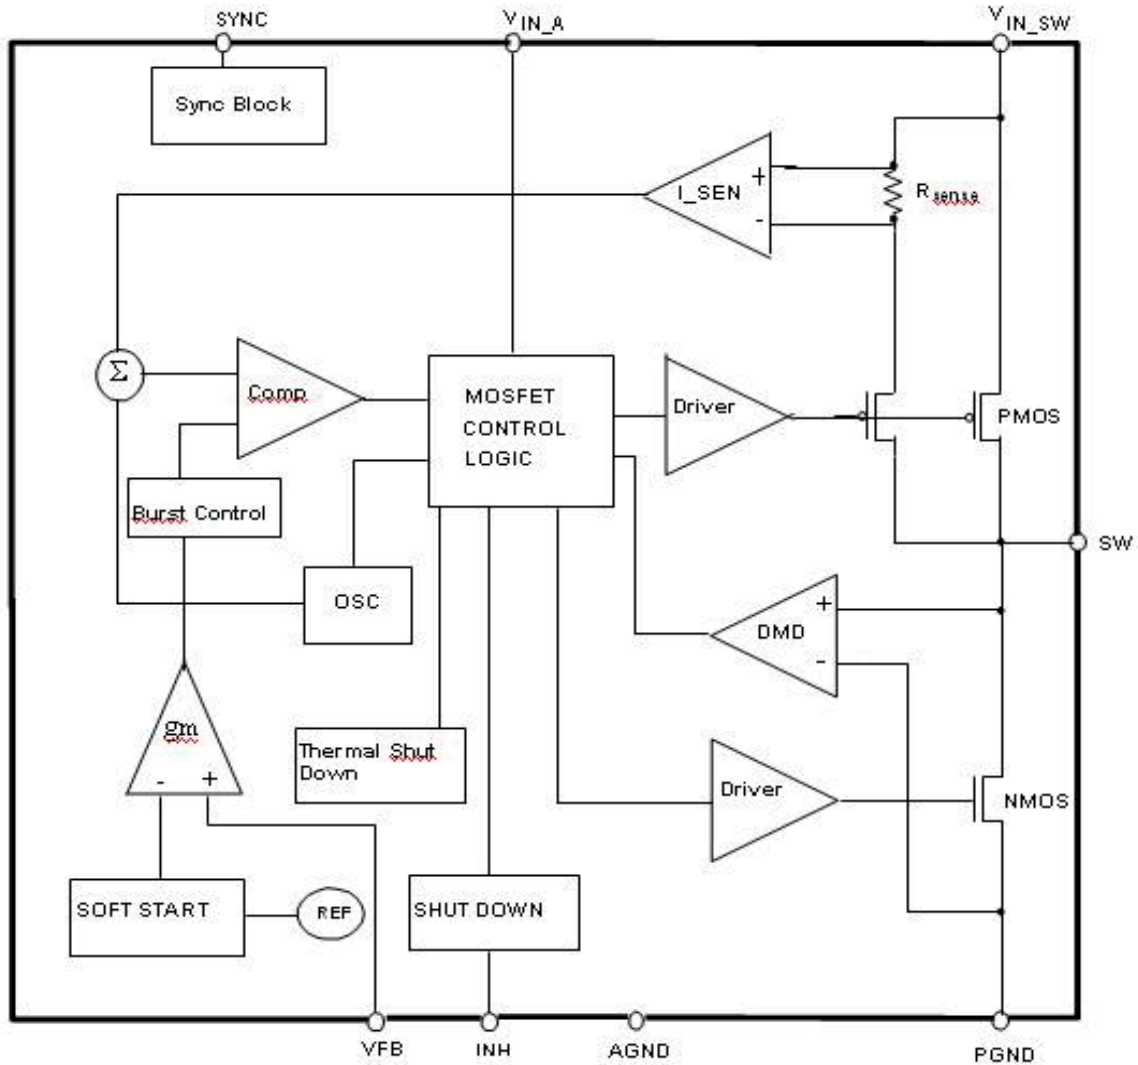 SYNC
VIN_A
VIN_SW
Sync Block
+
I_SEN
-
Rsense
Σ
Comp
MOSFET
CONTROL
LOGIC
Driver
PMOS
Burst Control
SW
OSC
+
DMD
-
gm
- +
Thermal Shut
Down
Driver
NMOS
SOFT START
REF
SHUT DOWN
VFB
INH
AGND
PGND